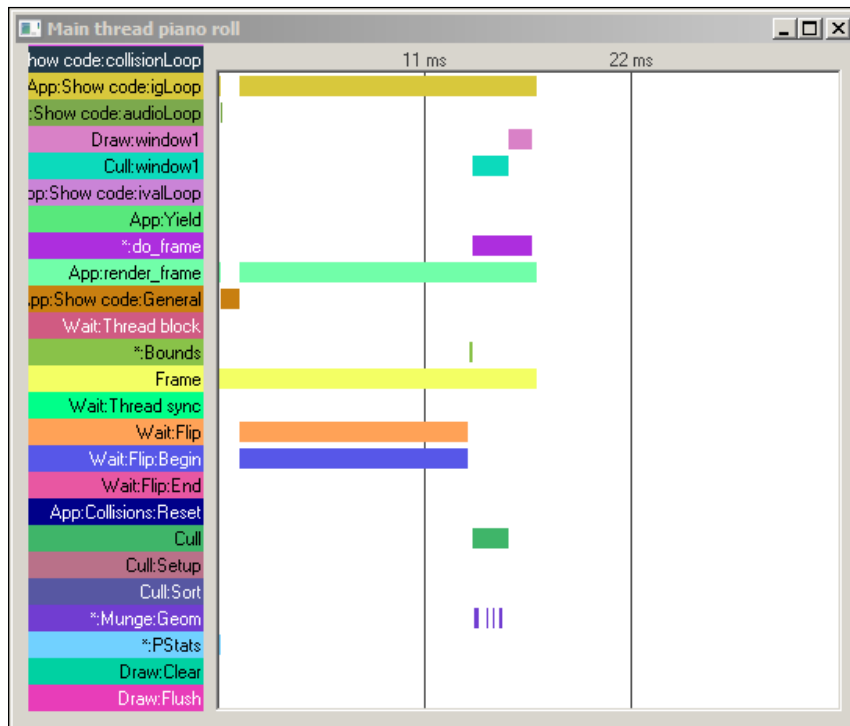 Main thread piano roll
how code:collisionLoop
11 ms
22 ms
App:Show code:igLoop
:Show code:audioLoop
Draw:window1
Cull:window1
pp:Show code:ivalLoop
App:Yield
*:do_frame
App:render_frame
App:Show code:General
Wait:Thread block
*:Bounds
Frame
Wait:Thread sync
Wait:Flip
Wait:Flip:Begin
Wait:Flip:End
App:Collisions:Reset
Cull
Cull:Setup
Cull:Sort
*:Munge:Geom
*:PStats
Draw:Clear
Draw:Flush